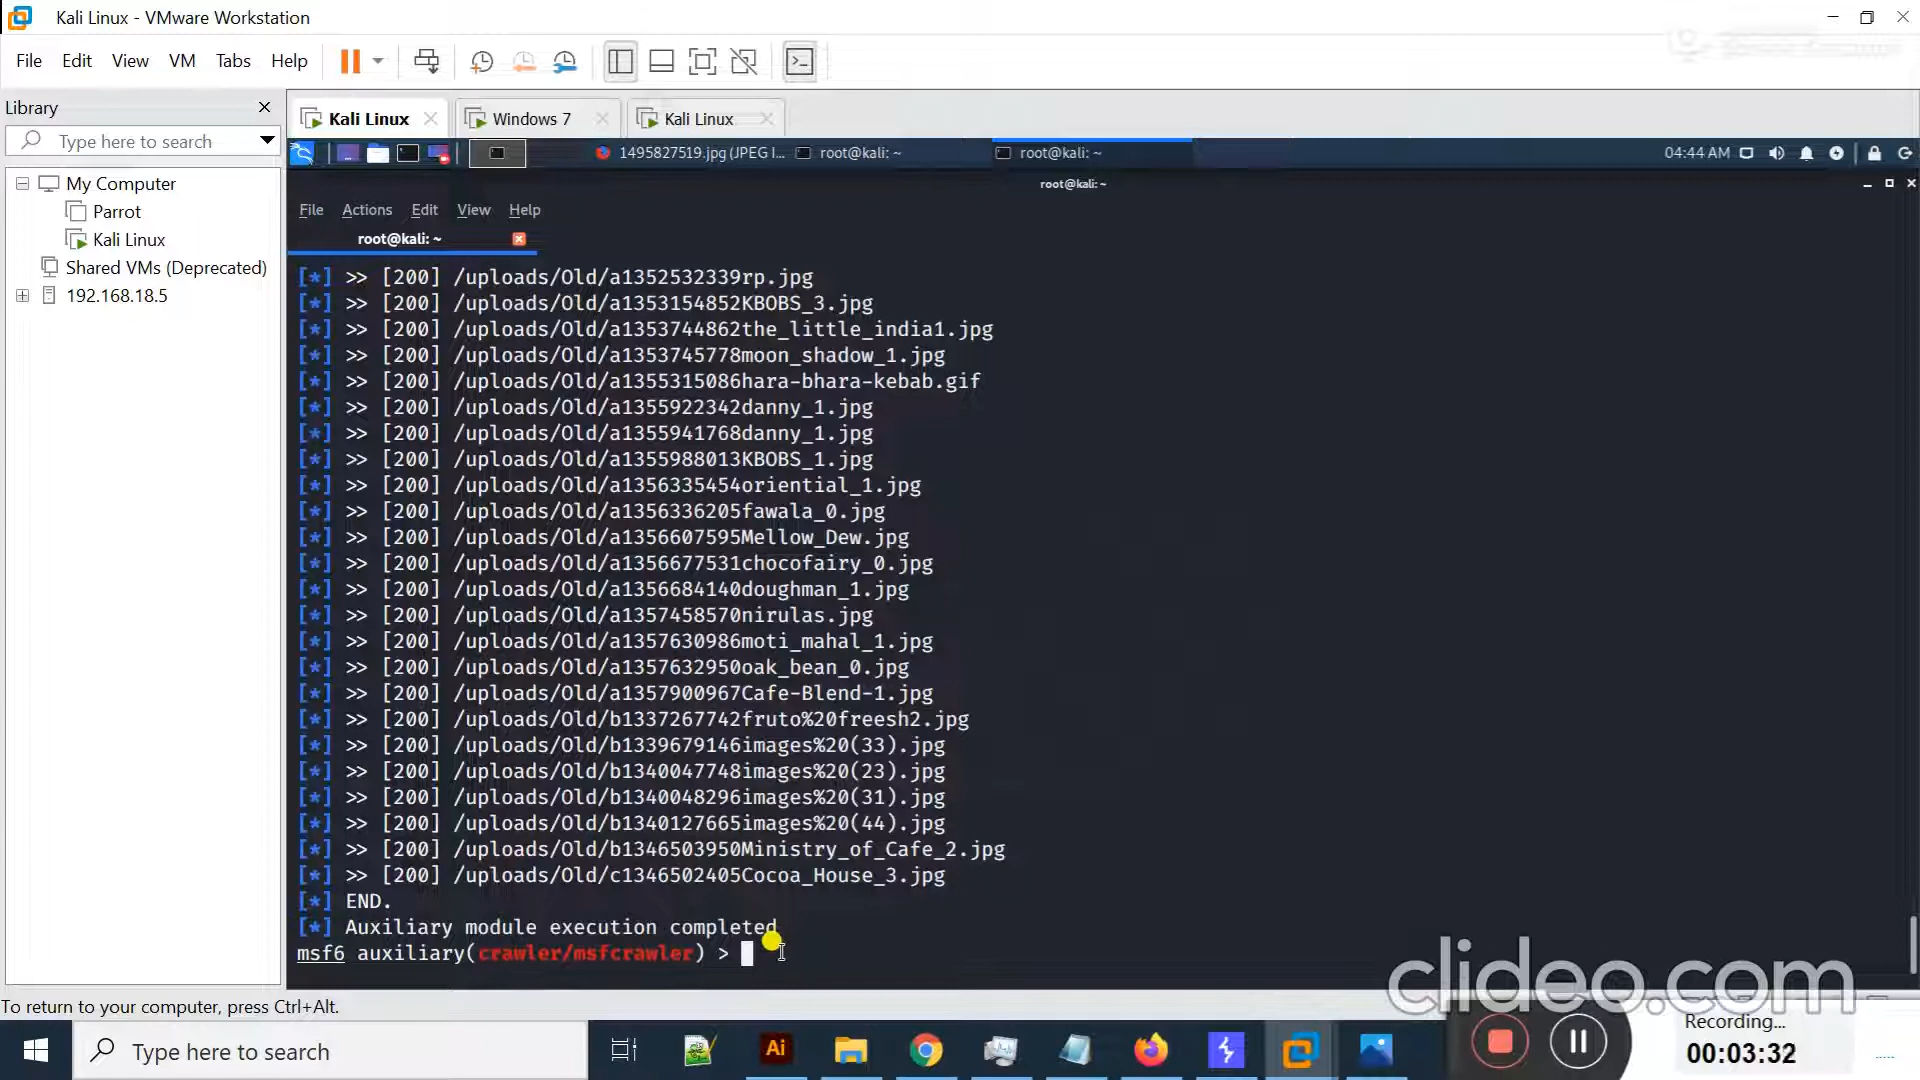 Kali Linux - VMware Workstation
File Edit View VM Tabs Help
Library
Type here to search
My Computer
Parrot
Kali Linux
Shared VMs (Deprecated)
192.168.18.5
Kali Linux Windows 7 Kali Linux
1495827519.jpg (JPEG I... root@kali: ~ root@kali: ~ 04:44 AM
root@kali: ~
File Actions Edit View Help
root@kali: ~
[*] >> [200] /uploads/Old/a1352532339rp.jpg
[*] >> [200] /uploads/Old/a1353154852KBOBS_3.jpg
[*] >> [200] /uploads/Old/a1353744862the_little_india1.jpg
[*] >> [200] /uploads/Old/a1353745778moon_shadow_1.jpg
[*] >> [200] /uploads/Old/a1355315086hara-bhara-kebab.gif
[*] >> [200] /uploads/Old/a1355922342danny_1.jpg
[*] >> [200] /uploads/Old/a1355941768danny_1.jpg
[*] >> [200] /uploads/Old/a1355988013KBOBS_1.jpg
[*] >> [200] /uploads/Old/a1356335454oriential_1.jpg
[*] >> [200] /uploads/Old/a1356336205fawala_0.jpg
[*] >> [200] /uploads/Old/a1356607595Mellow_Dew.jpg
[*] >> [200] /uploads/Old/a1356677531chocofairy_0.jpg
[*] >> [200] /uploads/Old/a1356684140doughman_1.jpg
[*] >> [200] /uploads/Old/a1357458570nirulas.jpg
[*] >> [200] /uploads/Old/a1357630986moti_mahal_1.jpg
[*] >> [200] /uploads/Old/a1357632950oak_bean_0.jpg
[*] >> [200] /uploads/Old/a1357900967Cafe-Blend-1.jpg
[*] >> [200] /uploads/Old/b1337267742fruto%20freesh2.jpg
[*] >> [200] /uploads/Old/b1339679146images%20(33).jpg
[*] >> [200] /uploads/Old/b1340047748images%20(23).jpg
[*] >> [200] /uploads/Old/b1340048296images%20(31).jpg
[*] >> [200] /uploads/Old/b1340127665images%20(44).jpg
[*] >> [200] /uploads/Old/b1346503950Ministry_of_Cafe_2.jpg
[*] >> [200] /uploads/Old/c1346502405Cocoa_House_3.jpg
[*] END.
[*] Auxiliary module execution completed
msf6 auxiliary(crawler/msfcrawler) >
clideo.com
To return to your computer, press Ctrl+Alt.
Type here to search
Ai
Recording...
00:03:32